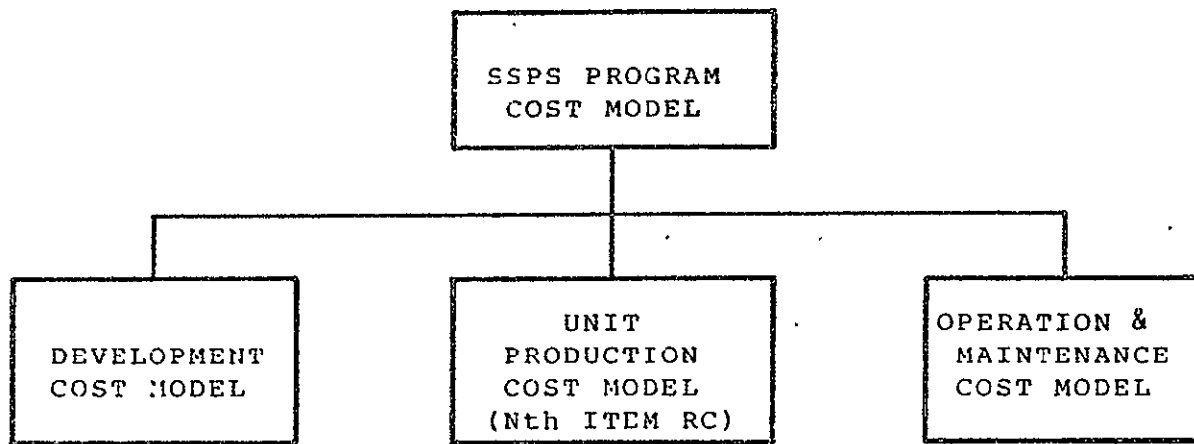 SSPS PROGRAM
COST MODEL
DEVELOPMENT
COST MODEL
UNIT
PRODUCTION
COST MODEL
(Nth ITEM RC)
OPERATION &
MAINTENANCE
COST MODEL